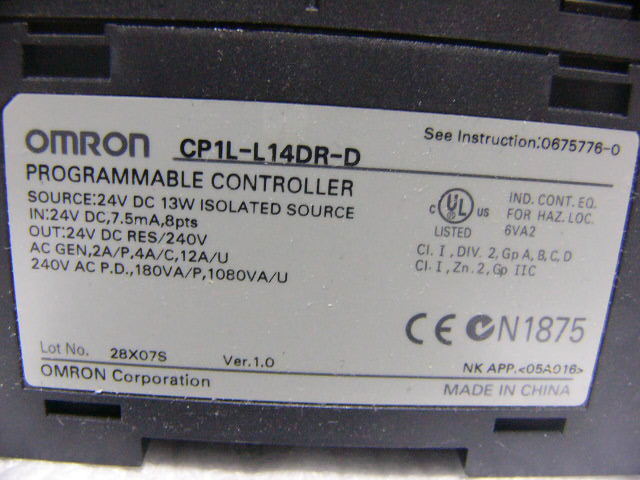 See Instruction:0675776-0
OMRON CP1L-L14DR-D
PROGRAMMABLE CONTROLLER
SOURCE:24V DC 13W ISOLATED SOURCE
IN:24V DC,7.5mA,8pts
OUT:24V DC RES/240V
AC GEN,2A/P,4A/C,12A/U
240V AC P.D.,180VA/P,1080VA/U
C UL US
LISTED
IND. CONT. EQ.
FOR HAZ. LOC.
6VA2
Cl. I , DIV. 2, Gp A, B, C, D
Cl. I , Zn. 2, Gp IIC
CE N1875
Lot No. 28X07S Ver.1.0
NK APP.<05A016>
OMRON Corporation
MADE IN CHINA